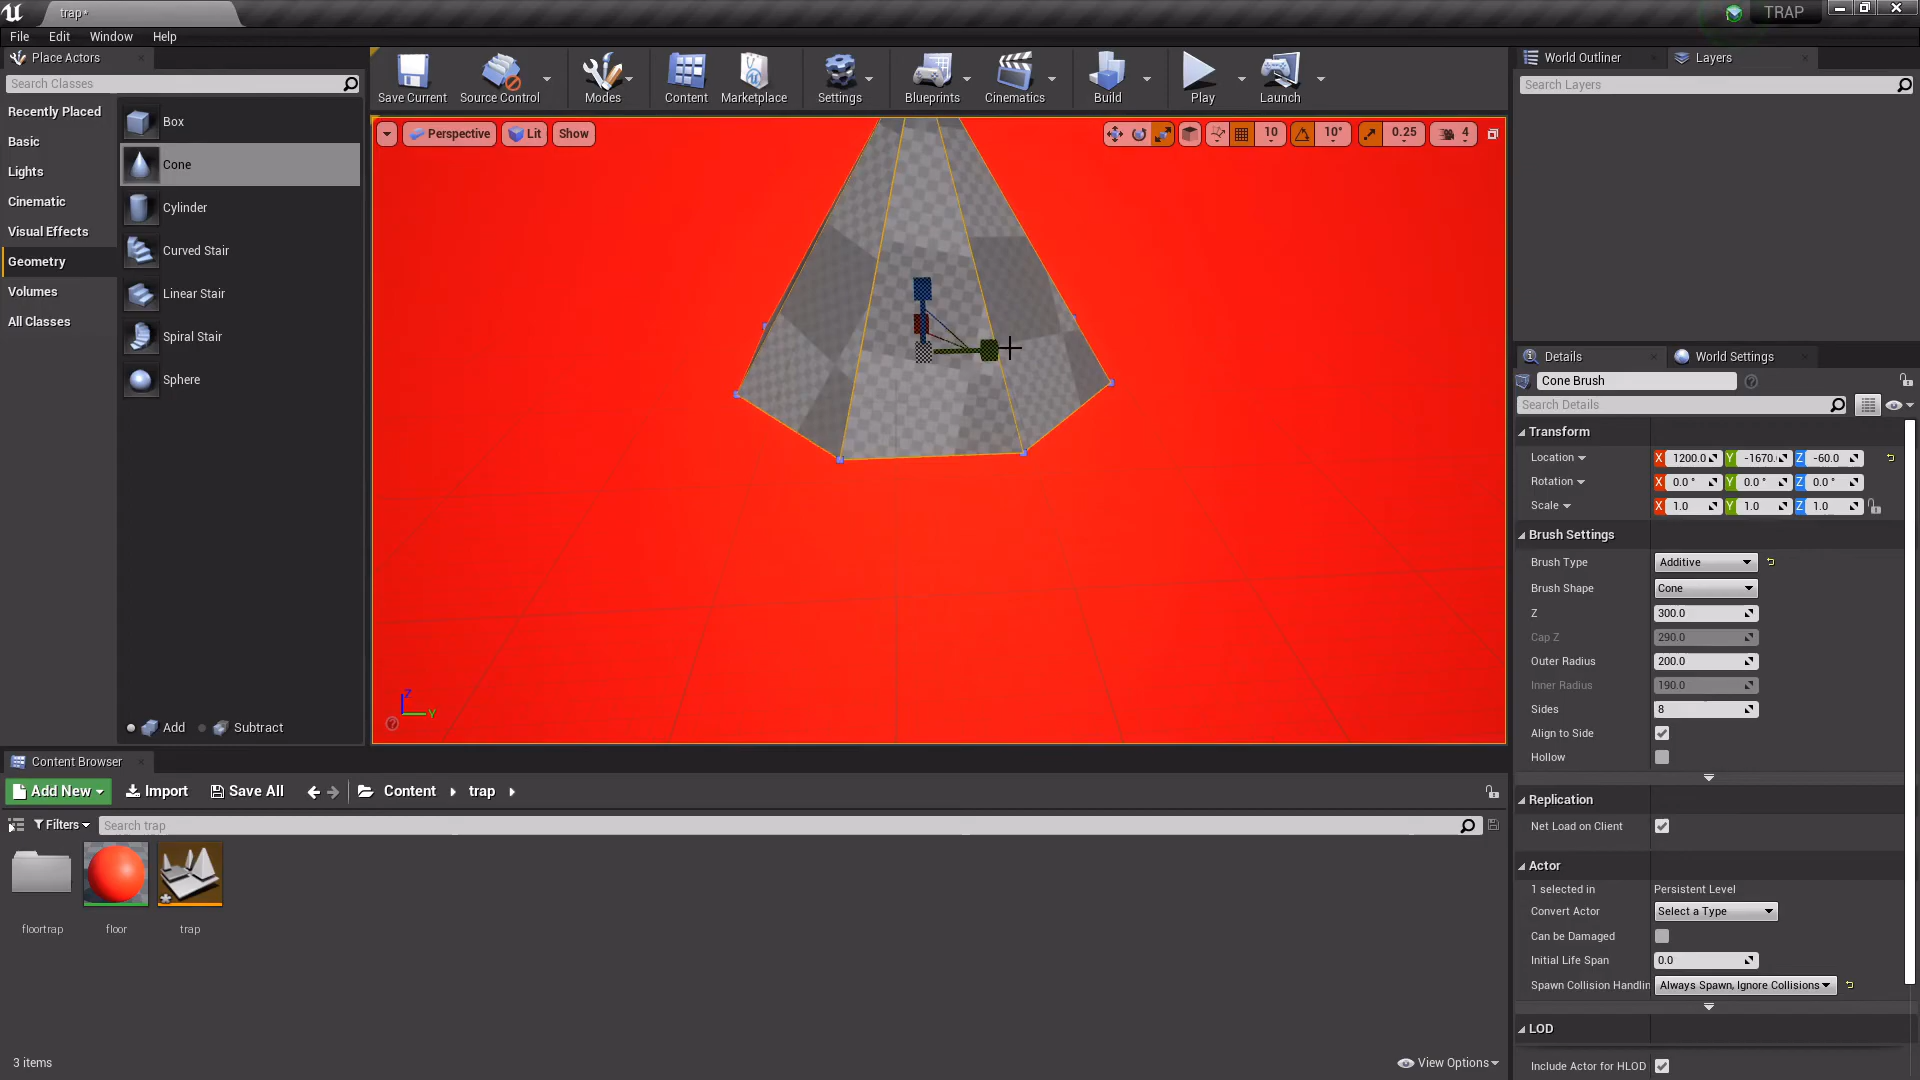 trap*
TRAP
File Edit Window Help
Place Actors
Search Classes
Recently Placed
Basic
Lights
Cinematic
Visual Effects
Geometry
Volumes
All Classes
Box
Cone
Cylinder
Curved Stair
Linear Stair
Spiral Stair
Sphere
Add Subtract
Save Current Source Control Modes Content Marketplace Settings Blueprints Cinematics Build Play Launch
Perspective Lit Show
10 10° 0.25 4
Z
Y
World Outliner Layers
Search Layers
Details World Settings
Cone Brush
Search Details
Transform
Location X 1200.0 Y -1670. Z -60.0
Rotation X 0.0 ° Y 0.0 ° Z 0.0 °
Scale X 1.0 Y 1.0 Z 1.0
Brush Settings
Brush Type Additive
Brush Shape Cone
Z 300.0
Cap Z 290.0
Outer Radius 200.0
Inner Radius 190.0
Sides 8
Align to Side
Hollow
Replication
Net Load on Client
Actor
1 selected in Persistent Level
Convert Actor Select a Type
Can be Damaged
Initial Life Span 0.0
Spawn Collision Handlin Always Spawn, Ignore Collisions
LOD
Include Actor for HLOD
Content Browser
Add New Import Save All Content trap
Filters Search trap
floortrap floor trap
3 items
View Options